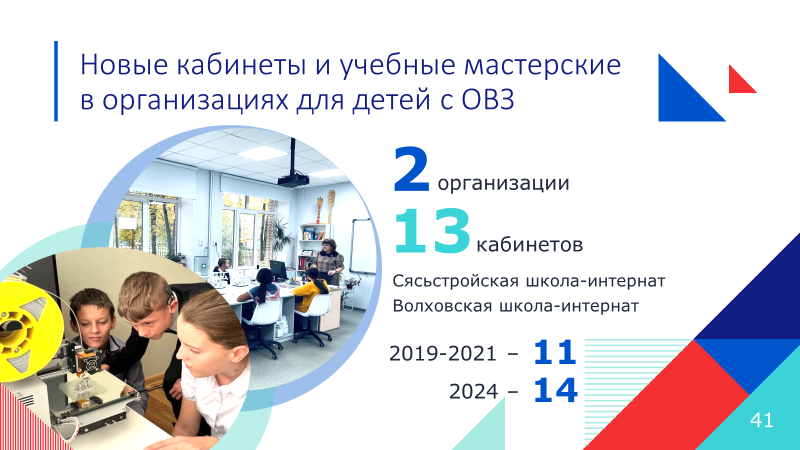 Новые кабинеты и учебные мастерские
в организациях для детей с ОВЗ
2 организации
13 кабинетов
Сясьстройская школа-интернат
Волховская школа-интернат
2019-2021 – 11
2024 – 14
41